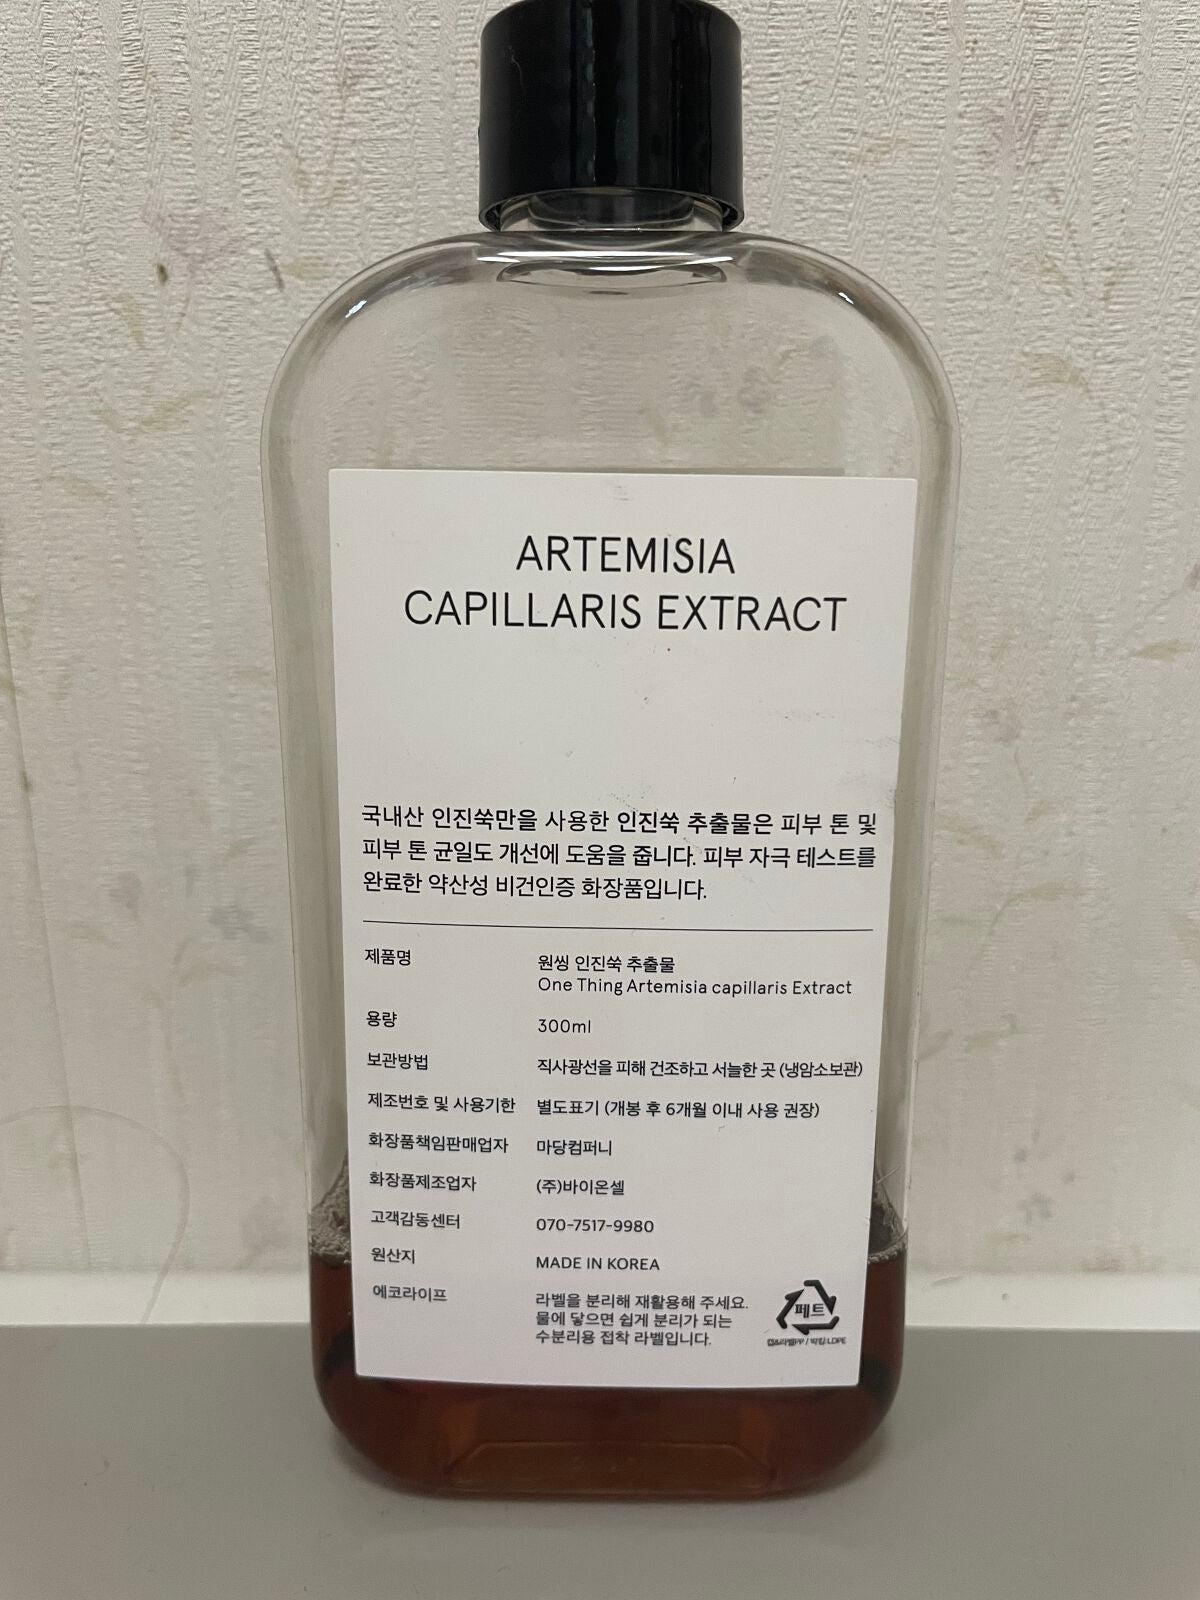 ARTEMISIA
CAPILLARIS EXTRACT
국내산 인진쑥만을 사용한 인진쑥 추출물은 피부 톤 및
피부 톤 균일도 개선에 도움을 줍니다. 피부 자극 테스트를
완료한 약산성 비건인증 화장품입니다.
제품명 원씽 인진쑥 추출물
One Thing Artemisia capillaris Extract
용량 300ml
보관방법 직사광선을 피해 건조하고 서늘한 곳 (냉암소보관)
제조번호 및 사용기한 별도표기 (개봉 후 6개월 이내 사용 권장)
화장품책임판매업자 마당컴퍼니
화장품제조업자 (주)바이온셀
고객감동센터 070-7517-9980
원산지 MADE IN KOREA
에코라이프 라벨을 분리해 재활용해 주세요.
물에 닿으면 쉽게 분리가 되는
수분리용 접착 라벨입니다.
페트
캡&라벨PP / 박킹 LDPE